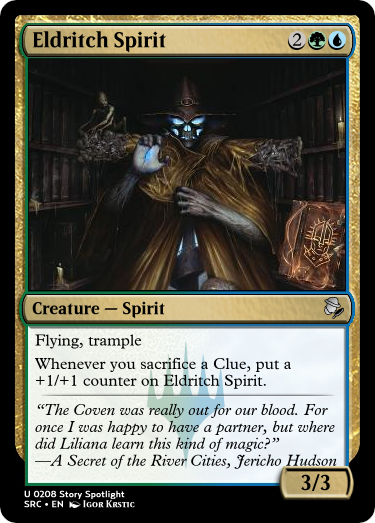 Eldritch Spirit 2
Creature — Spirit
Flying, trample
Whenever you sacrifice a Clue, put a
+1/+1 counter on Eldritch Spirit.
“The Coven was really out for our blood. For
once I was happy to have a partner, but where
did Liliana learn this kind of magic?”
—A Secret of the River Cities, Jericho Hudson
3/3
U 0208 Story Spotlight
SRC • EN Igor Krstic